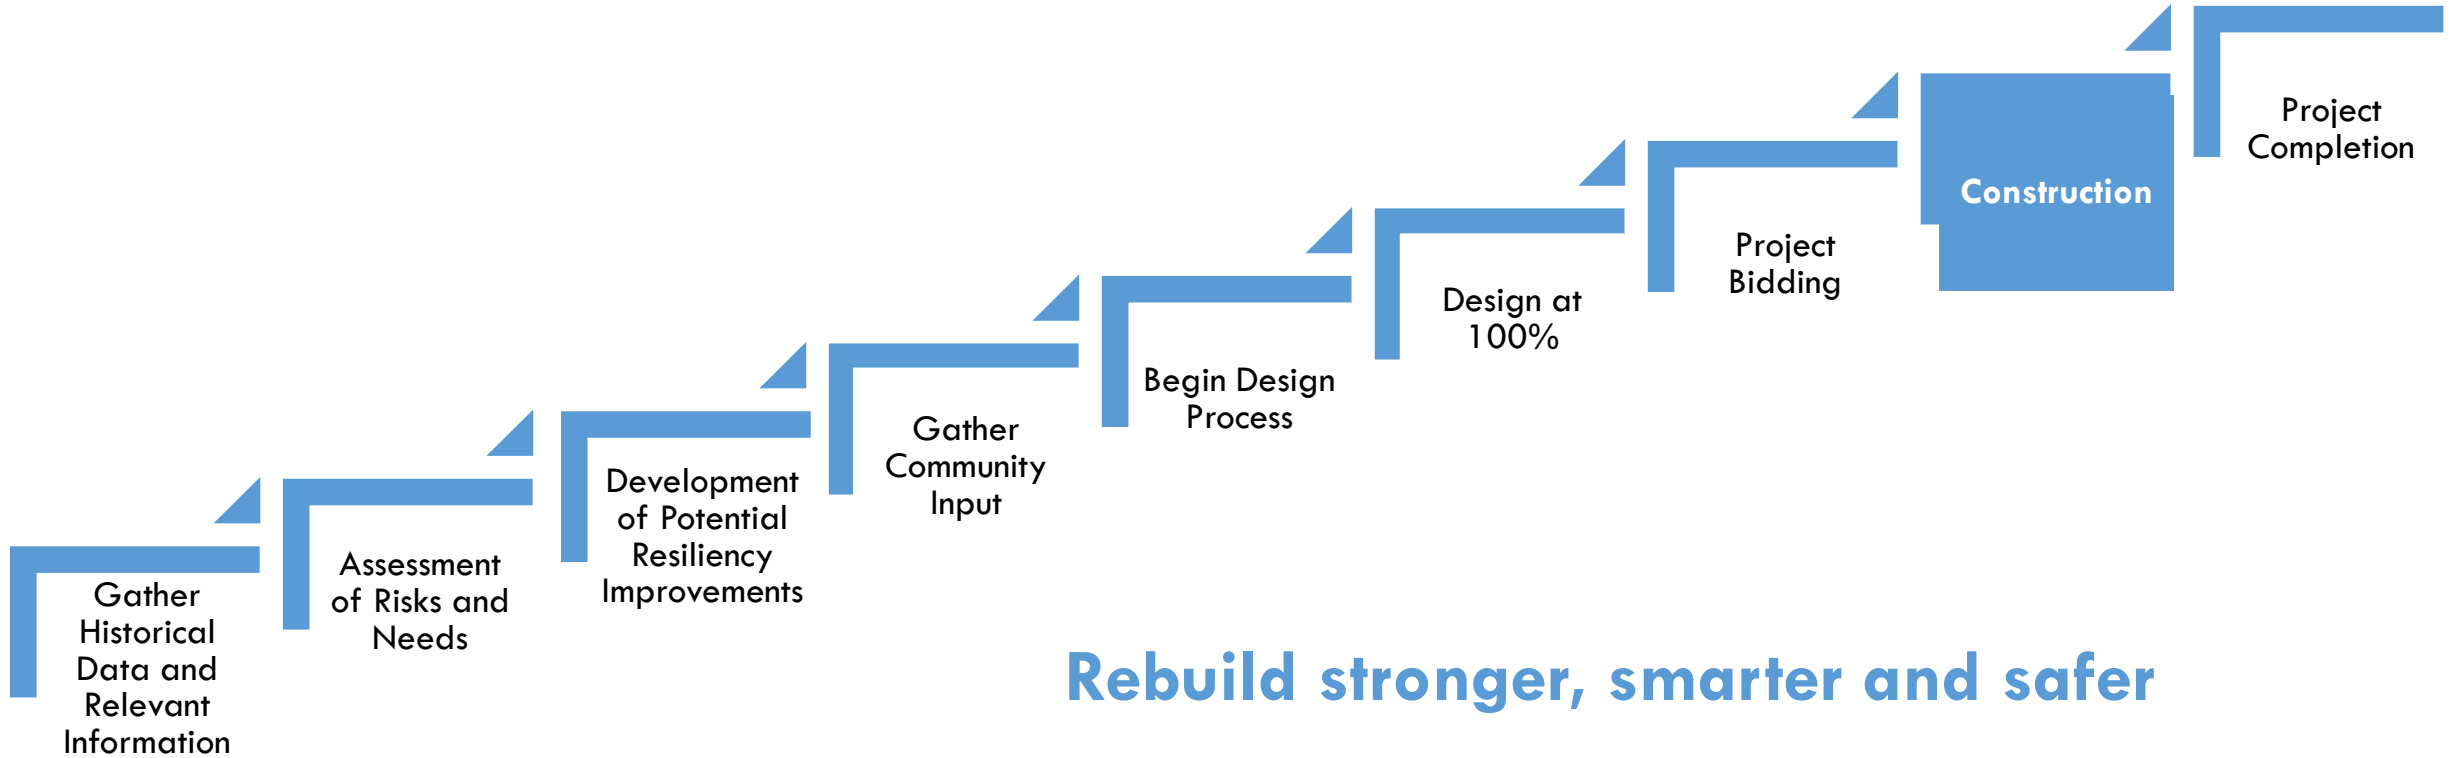 Gather
Historical
Data and
Relevant
Information
Assessment
of Risks and
Needs
Development
of Potential
Resiliency
Improvements
Gather
Community
Input
Begin Design
Process
Design at
100%
Project
Bidding
Construction
Project
Completion
Rebuild stronger, smarter and safer